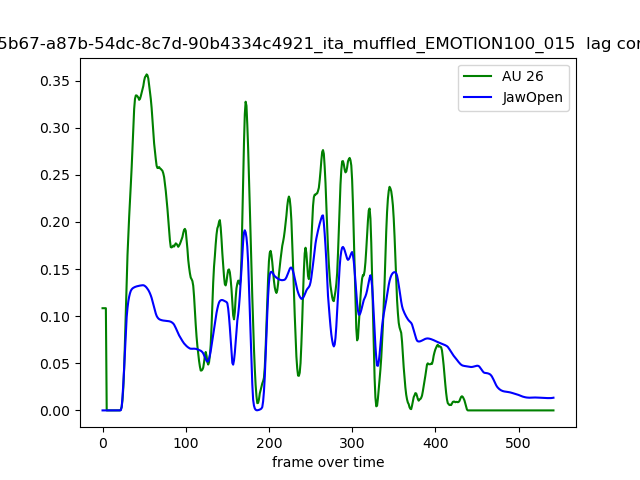 5b67-a87b-54dc-8c7d-90b4334c4921_ita_muffled_EMOTION100_015 lag cor
AU 26
JawOpen
0.35
0.30
0.25
0.20
0.15
0.10
0.05
0.00
0 100 200 300 400 500
frame over time